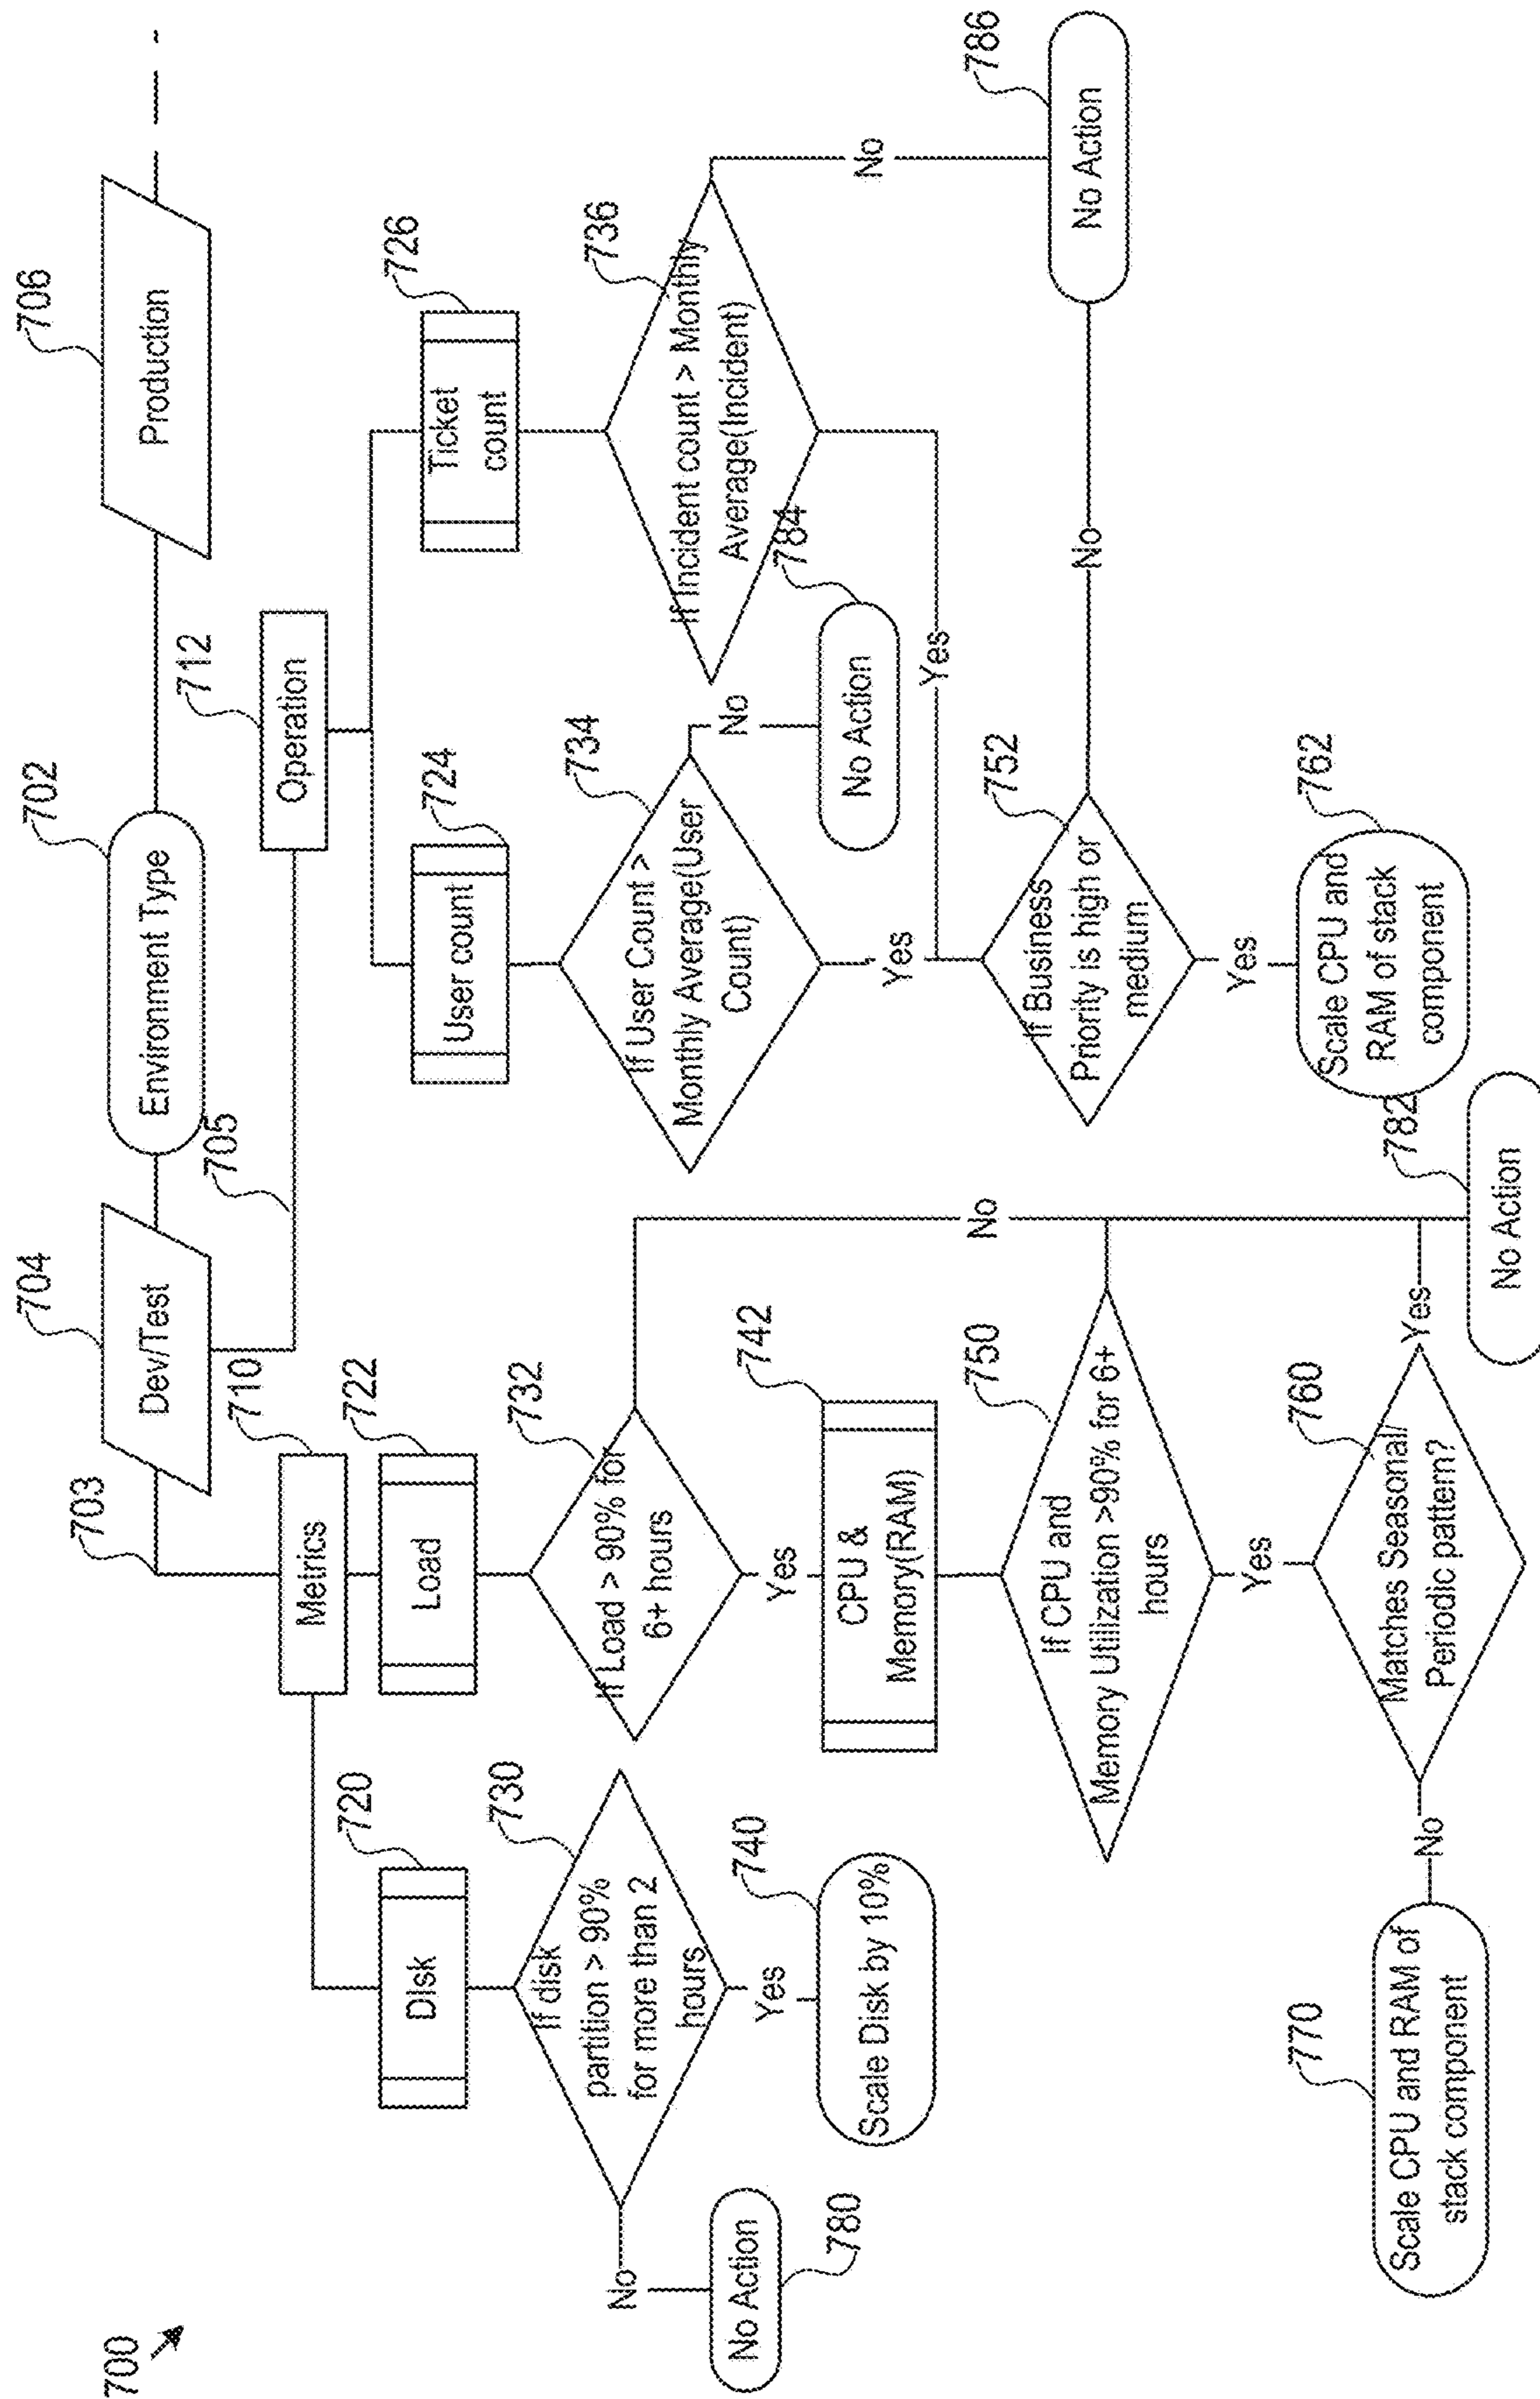 700
702
Environment Type
704
Dev/Test
706
Production
703
705
710
Metrics
712
Operation
720
Disk
722
Load
724
User count
726
Ticket
count
730
If disk
partition > 90%
for more than 2
hours
732
If Load > 90% for
6+ hours
734
If User Count >
Monthly Average(User
Count)
736
If Incident count > Monthly
Average(Incident)
No
Yes
Yes
No
No
Yes
Yes
No
780
No Action
740
Scale Disk by 10%
742
CPU &
Memory(RAM)
784
No Action
750
If CPU and
Memory Utilization >90% for 6+
hours
752
If Business
Priority is high or
medium
No
786
No Action
Yes
Yes
760
Matches Seasonal/
Periodic pattern?
Yes
782
No Action
762
Scale CPU and
RAM of stack
component
No
770
Scale CPU and RAM of
stack component